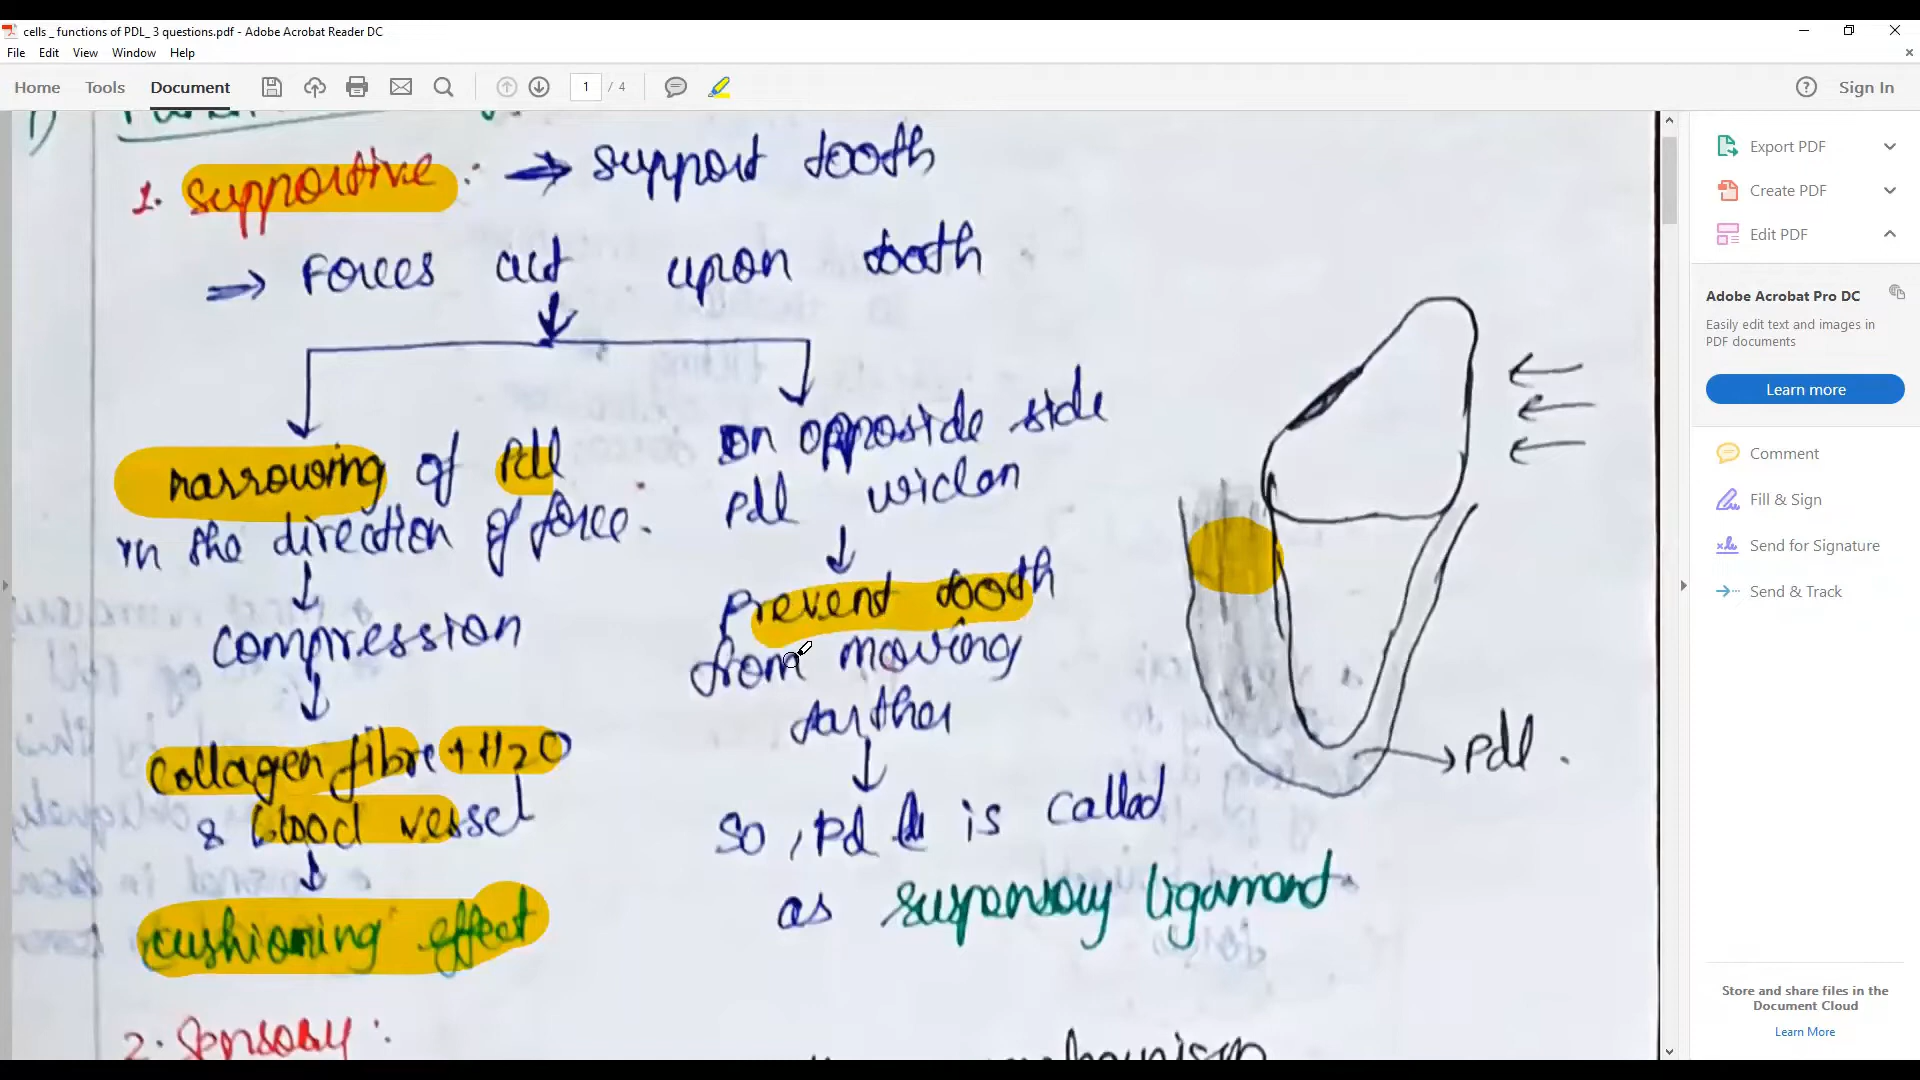 cells _ functions of PDL_ 3 questions.pdf - Adobe Acrobat Reader DC
File Edit View Window Help
Home Tools Document 1 / 4 Sign In
1. supportive : → support tooth
⇒ Forces act upon tooth
narrowing of Pdl
in the direction of force.
↓
compression
↓
collagen fibre + H2O
& blood vessel
↓
cushioning effect
on opposide side
pdl widen
↓
prevent tooth
from moving
farther
↓
so, pdl is called
as suspensory ligament
→ pdl .
2. Sensory :
Export PDF
Create PDF
Edit PDF
Adobe Acrobat Pro DC
Easily edit text and images in
PDF documents
Learn more
Comment
Fill & Sign
Send for Signature
Send & Track
Store and share files in the
Document Cloud
Learn More